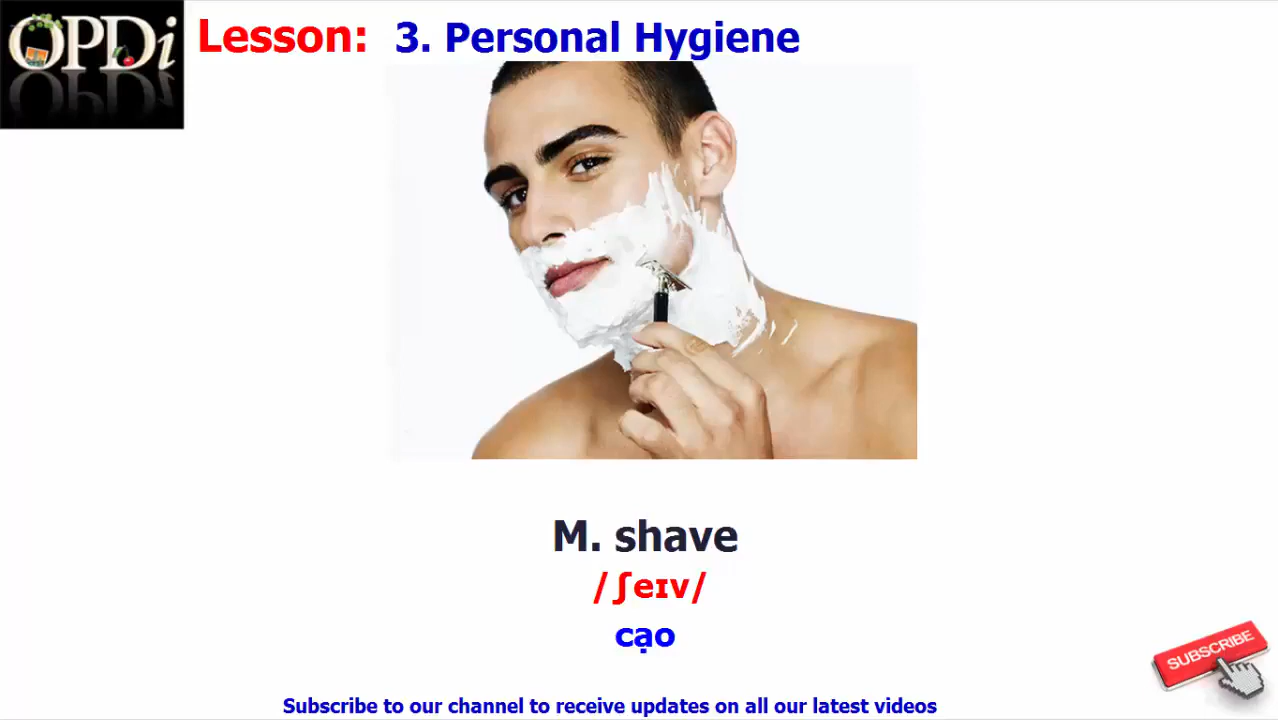 OPDi
Lesson: 3. Personal Hygiene
M. shave
/ʃeɪv/
cạo
SUBSCRIBE
Subscribe to our channel to receive updates on all our latest videos